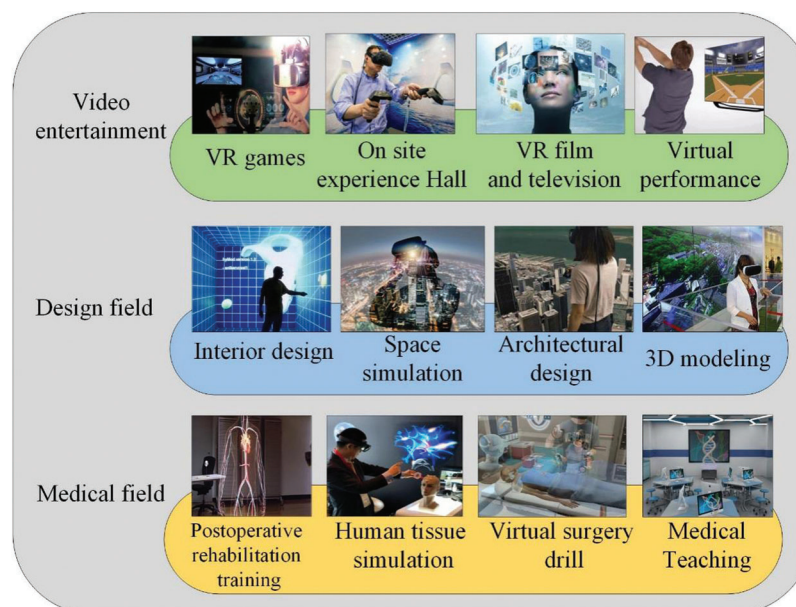 Video
entertainment
VR games
On site
experience Hall
VR film
and television
Virtual
performance
Design field
Interior design
Space
simulation
Architectural
design
3D modeling
Medical field
Postoperative
rehabilitation
training
Human tissue
simulation
Virtual surgery
drill
Medical
Teaching